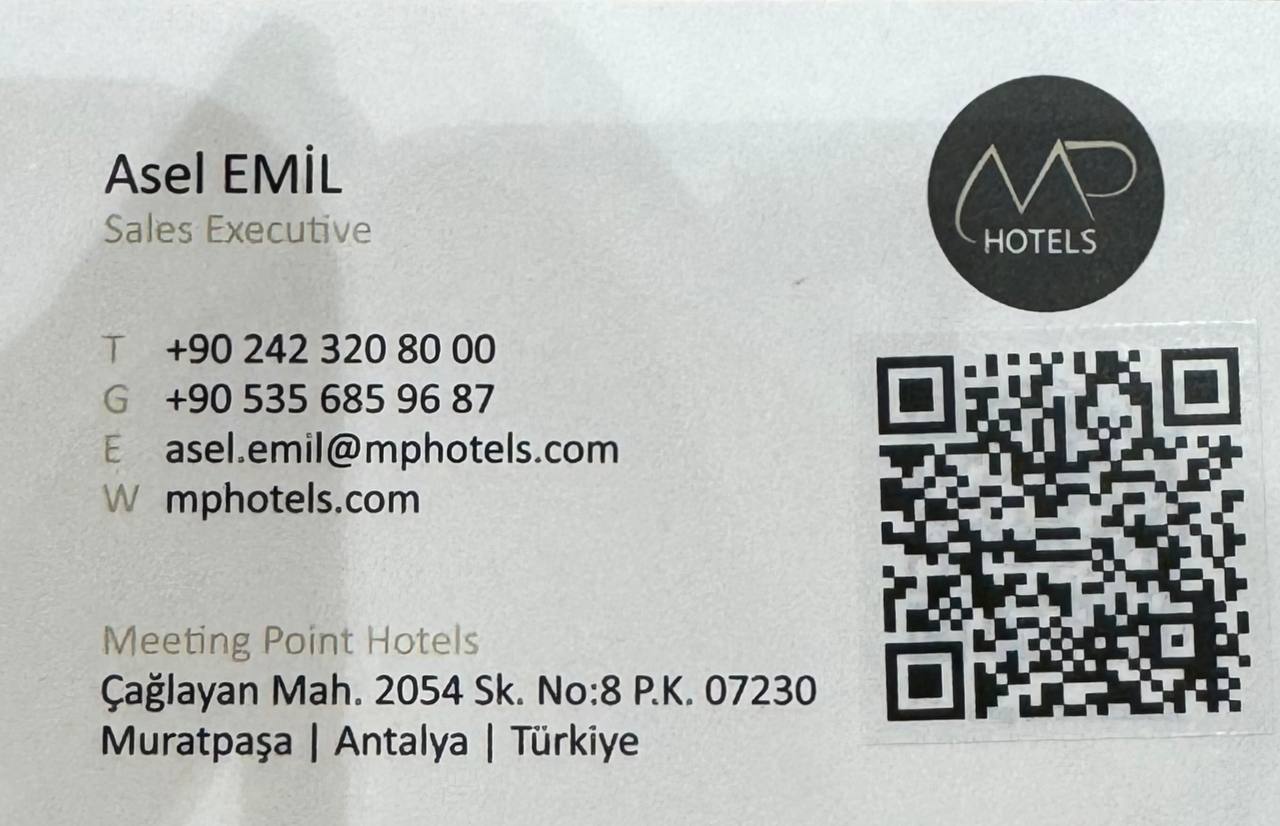 Asel EMİL
Sales Executive
MP
HOTELS
T +90 242 320 80 00
G +90 535 685 96 87
E asel.emil@mphotels.com
W mphotels.com
Meeting Point Hotels
Çağlayan Mah. 2054 Sk. No:8 P.K. 07230
Muratpaşa | Antalya | Türkiye